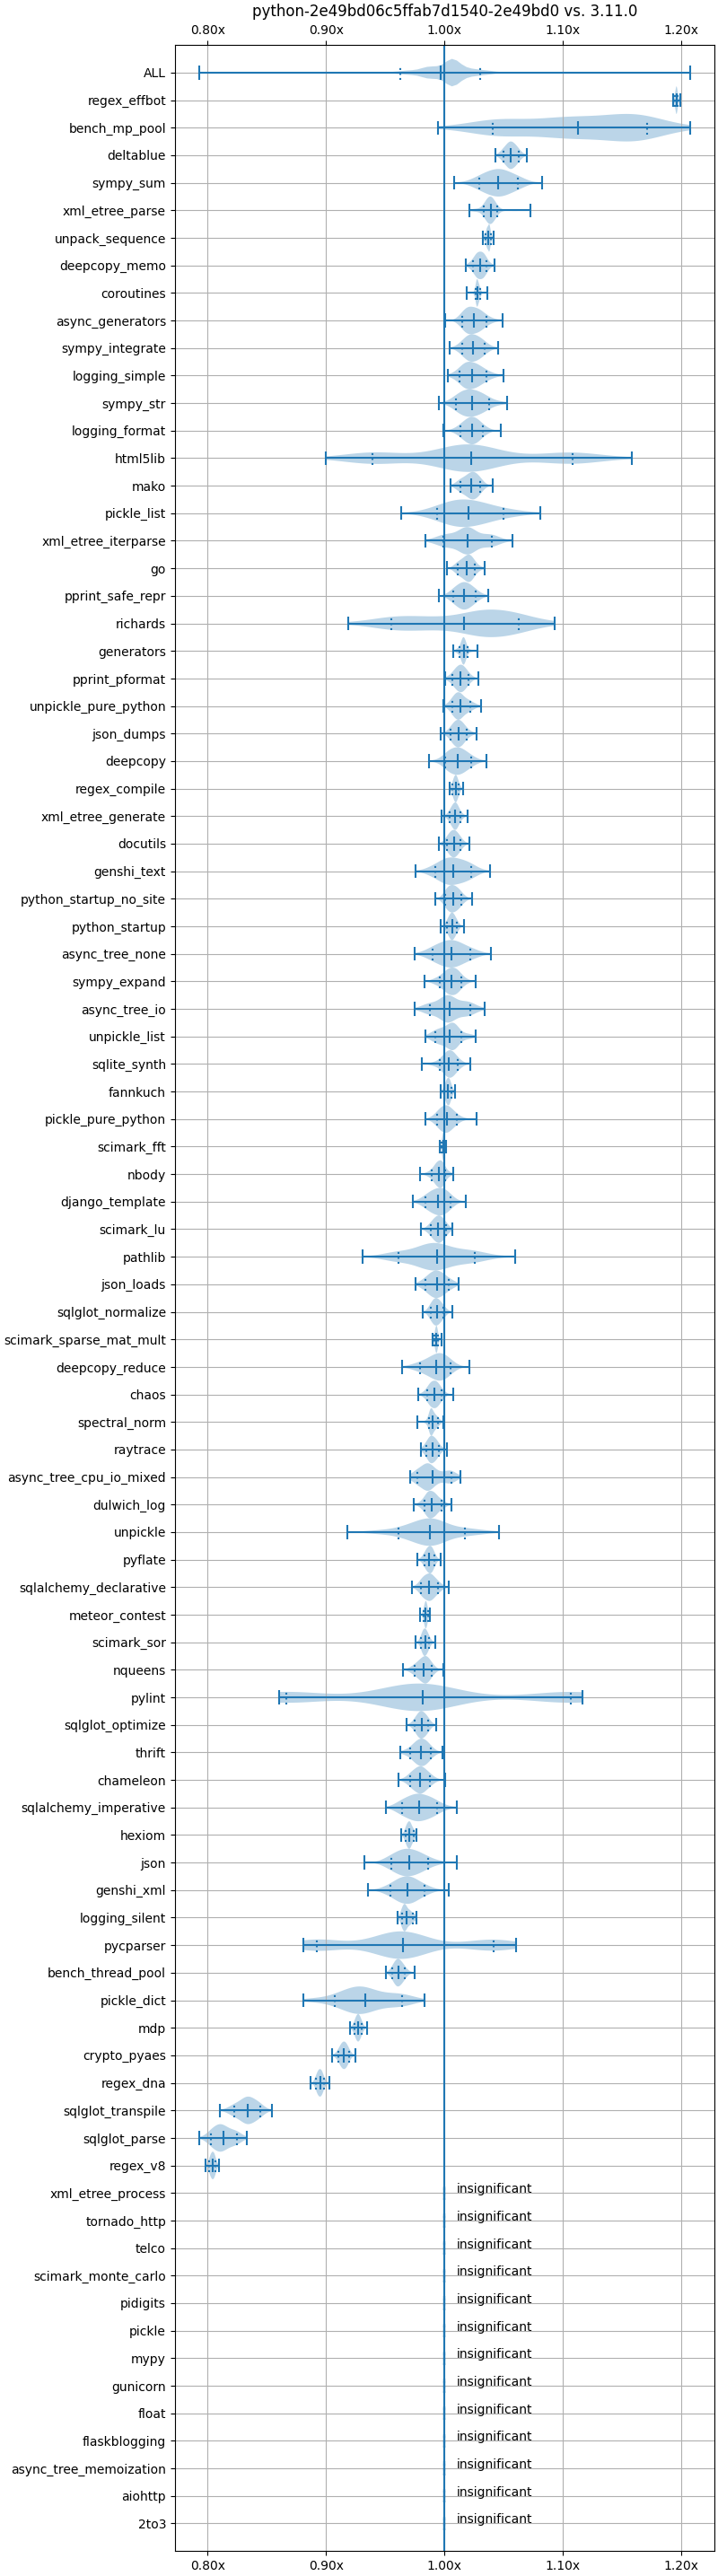 python-2e49bd06c5ffab7d1540-2e49bd0 vs. 3.11.0
0.80x 0.90x 1.00x 1.10x 1.20x
ALL
regex_effbot
bench_mp_pool
deltablue
sympy_sum
xml_etree_parse
unpack_sequence
deepcopy_memo
coroutines
async_generators
sympy_integrate
logging_simple
sympy_str
logging_format
html5lib
mako
pickle_list
xml_etree_iterparse
go
pprint_safe_repr
richards
generators
pprint_pformat
unpickle_pure_python
json_dumps
deepcopy
regex_compile
xml_etree_generate
docutils
genshi_text
python_startup_no_site
python_startup
async_tree_none
sympy_expand
async_tree_io
unpickle_list
sqlite_synth
fannkuch
pickle_pure_python
scimark_fft
nbody
django_template
scimark_lu
pathlib
json_loads
sqlglot_normalize
scimark_sparse_mat_mult
deepcopy_reduce
chaos
spectral_norm
raytrace
async_tree_cpu_io_mixed
dulwich_log
unpickle
pyflate
sqlalchemy_declarative
meteor_contest
scimark_sor
nqueens
pylint
sqlglot_optimize
thrift
chameleon
sqlalchemy_imperative
hexiom
json
genshi_xml
logging_silent
pycparser
bench_thread_pool
pickle_dict
mdp
crypto_pyaes
regex_dna
sqlglot_transpile
sqlglot_parse
regex_v8
xml_etree_process insignificant
tornado_http insignificant
telco insignificant
scimark_monte_carlo insignificant
pidigits insignificant
pickle insignificant
mypy insignificant
gunicorn insignificant
float insignificant
flaskblogging insignificant
async_tree_memoization insignificant
aiohttp insignificant
2to3 insignificant
0.80x 0.90x 1.00x 1.10x 1.20x